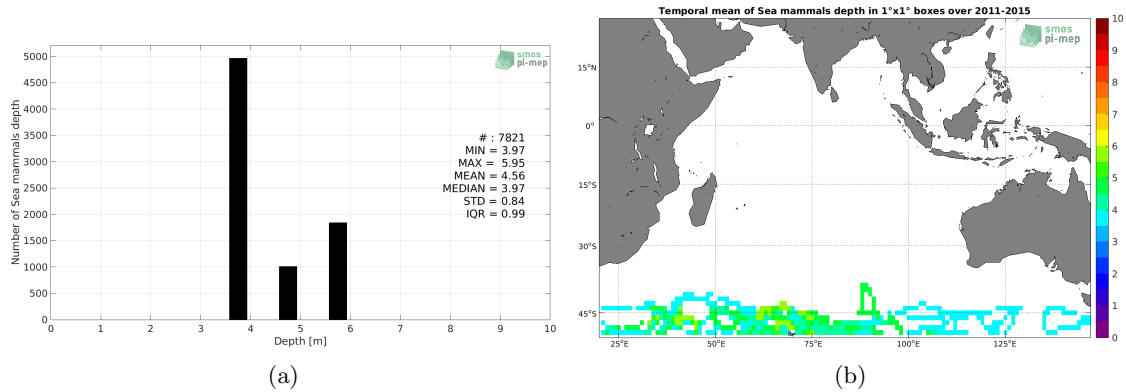 Temporal mean of Sea mammals depth in 1°x1° boxes over 2011-2015
smos
pi-mep
5000
4500
4000
3500
3000
2500
2000
1500
1000
500
0
Number of Sea mammals depth
# : 7821
MIN = 3.97
MAX = 5.95
MEAN = 4.56
MEDIAN = 3.97
STD = 0.84
IQR = 0.99
0 1 2 3 4 5 6 7 8 9 10
Depth [m]
(a)
smos
pi-mep
15°N
0°
15°S
30°S
45°S
25°E 50°E 75°E 100°E 125°E
10
9
8
7
6
5
4
3
2
1
0
(b)